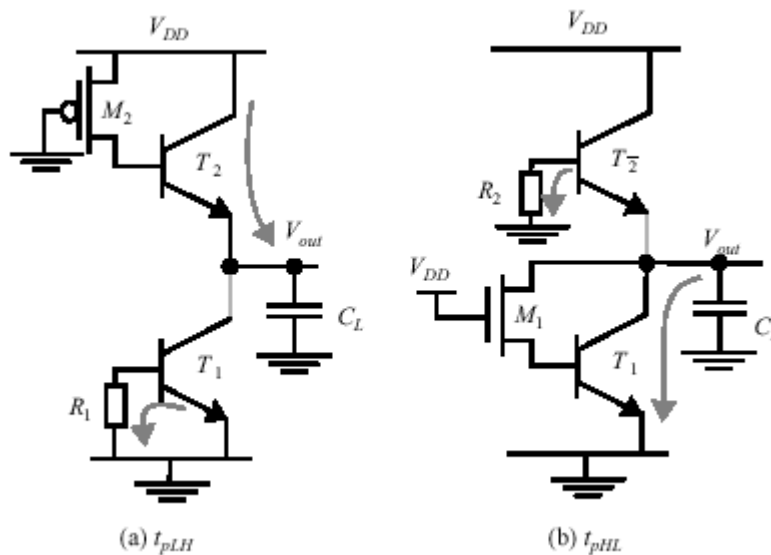 V_DD
M_2
T_2
V_out
C_L
T_1
R_1
(a) t_pLH
V_DD
T_2
R_2
V_out
V_DD
M_1
C
T_1
(b) t_pHL